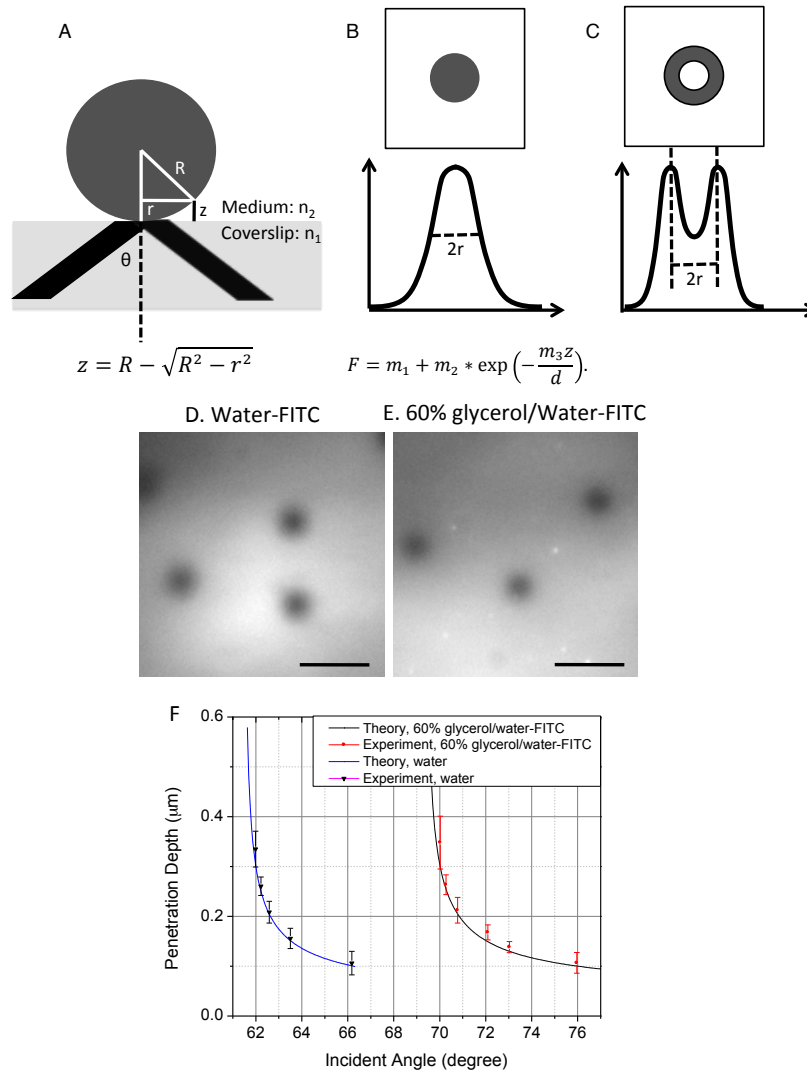 A
B
C
R
r
z
Medium: n₂
Coverslip: n₁
θ
2r
2r
z = R − √(R² − r²)
F = m₁ + m₂ * exp (−m₃z/d).
D. Water-FITC
E. 60% glycerol/Water-FITC
F
Theory, 60% glycerol/water-FITC
Experiment, 60% glycerol/water-FITC
Theory, water
Experiment, water
0.6
0.4
0.2
0.0
Penetration Depth (μm)
62 64 66 68 70 72 74 76
Incident Angle (degree)